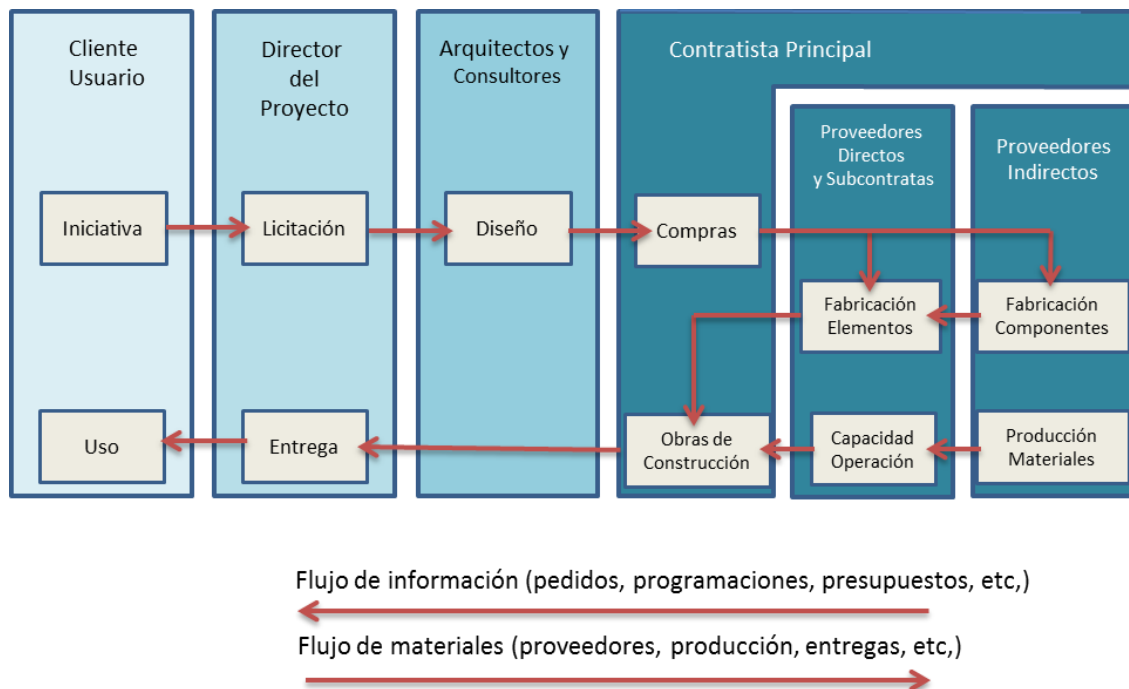 Cliente
Usuario
Director
del
Proyecto
Arquitectos y
Consultores
Contratista Principal
Proveedores
Directos
y Subcontratas
Proveedores
Indirectos
Iniciativa
Licitación
Diseño
Compras
Fabricación
Elementos
Fabricación
Componentes
Uso
Entrega
Obras de
Construcción
Capacidad
Operación
Producción
Materiales
Flujo de información (pedidos, programaciones, presupuestos, etc,)
Flujo de materiales (proveedores, producción, entregas, etc,)